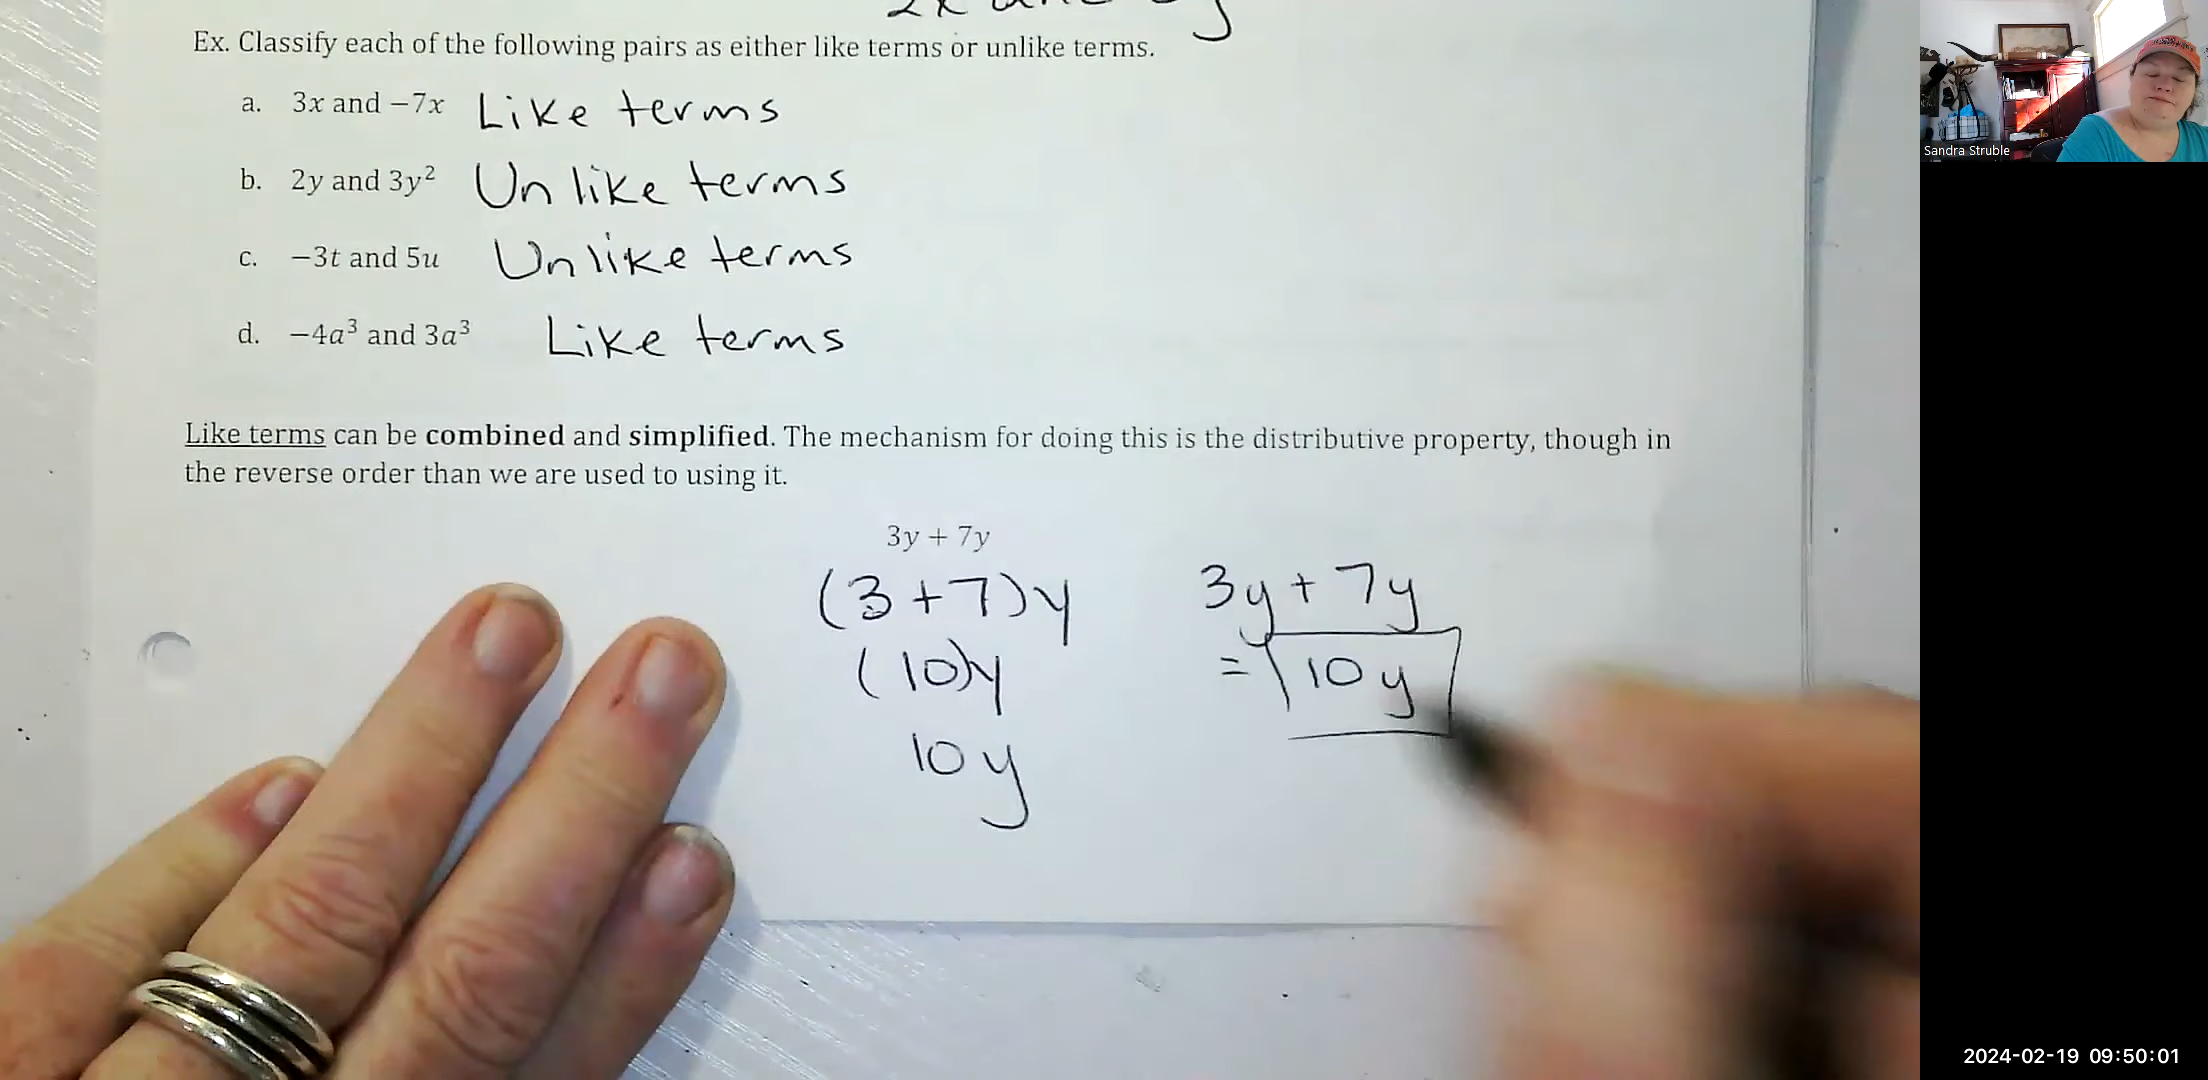 Ex. Classify each of the following pairs as either like terms or unlike terms.
a. 3x and −7x Like terms
b. 2y and 3y² Unlike terms
c. −3t and 5u Unlike terms
d. −4a³ and 3a³ Like terms
Like terms can be combined and simplified. The mechanism for doing this is the distributive property, though in
the reverse order than we are used to using it.
3y + 7y
(3+7)y
(10)y
10y
3y + 7y
= 10y
Sandra Struble
2024-02-19 09:50:01